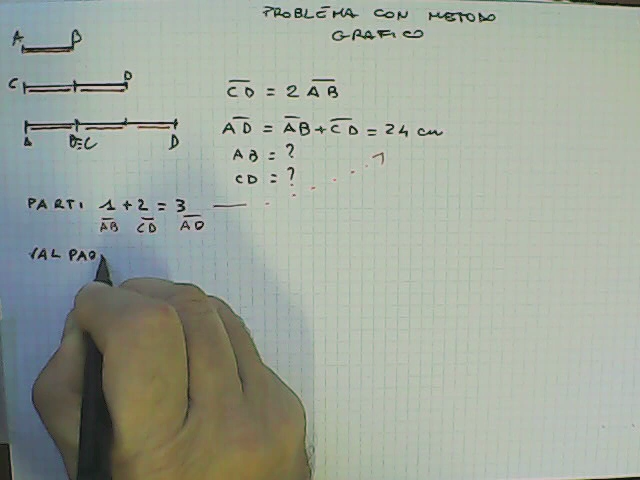 PROBLEMA CON METODO
GRAFICO
A B
C D
A B≡C D
CD = 2 AB
AD = AB + CD = 24 cm
AB = ?
CD = ?
PARTI 1 + 2 = 3
AB CD AD
VAL PAR